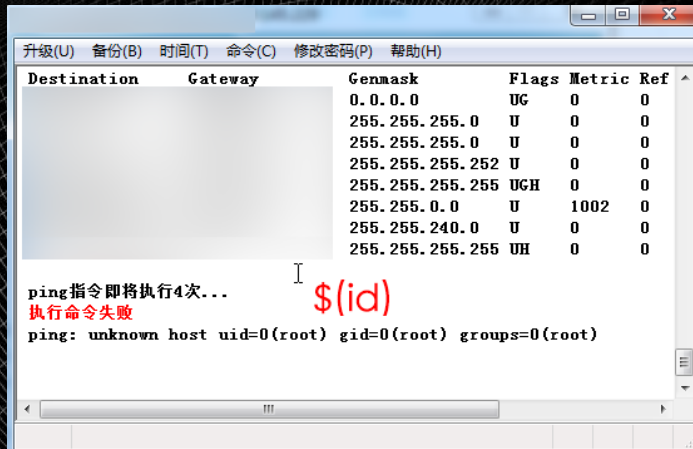 升级(U) 备份(B) 时间(T) 命令(C) 修改密码(P) 帮助(H)
Destination Gateway Genmask Flags Metric Ref
0.0.0.0 UG 0 0
255.255.255.0 U 0 0
255.255.255.0 U 0 0
255.255.255.252 U 0 0
255.255.255.255 UGH 0 0
255.255.0.0 U 1002 0
255.255.240.0 U 0 0
255.255.255.255 UH 0 0
ping指令即将执行4次...
$(id)
执行命令失败
ping: unknown host uid=0(root) gid=0(root) groups=0(root)